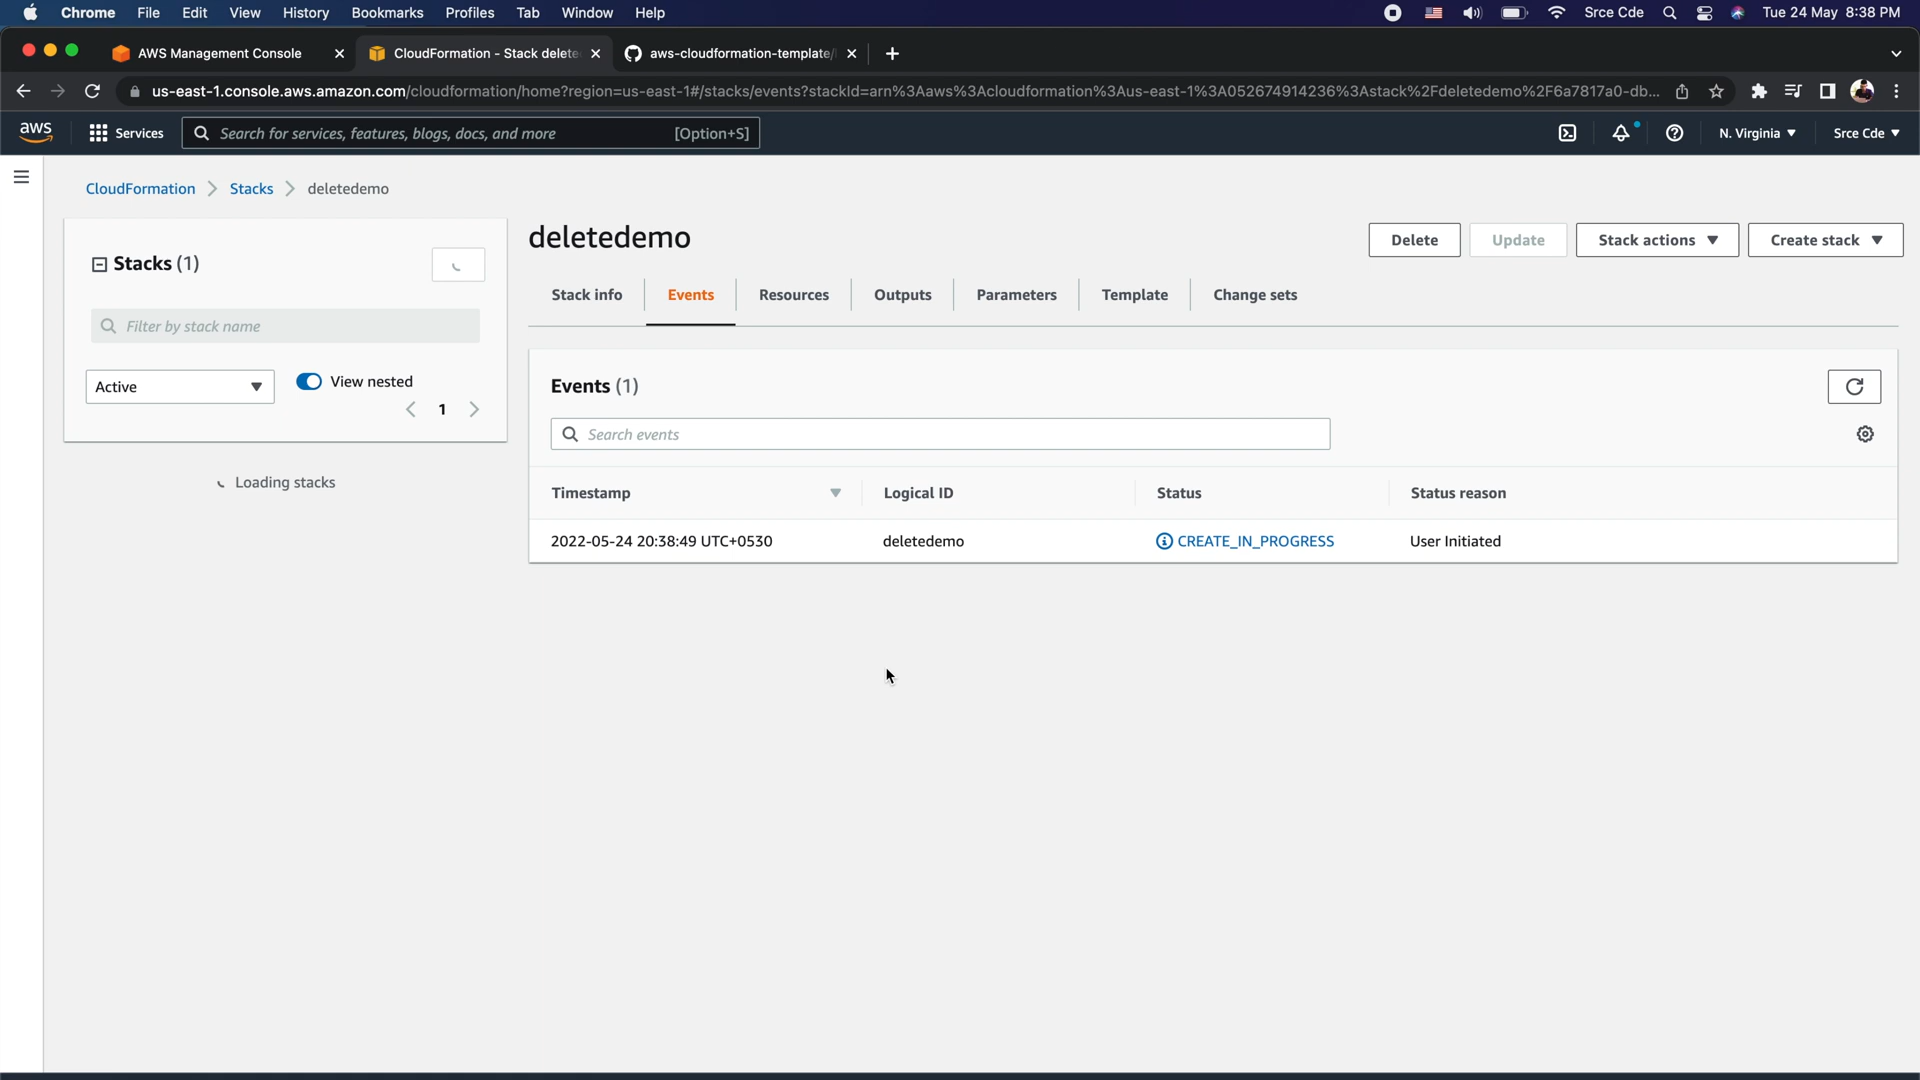 Chrome File Edit View History Bookmarks Profiles Tab Window Help Srce Cde Tue 24 May 8:38 PM
AWS Management Console CloudFormation - Stack delete aws-cloudformation-template/
us-east-1.console.aws.amazon.com/cloudformation/home?region=us-east-1#/stacks/events?stackId=arn%3Aaws%3Acloudformation%3Aus-east-1%3A052674914236%3Astack%2Fdeletedemo%2F6a7817a0-db...
aws Services Search for services, features, blogs, docs, and more [Option+S] N. Virginia Srce Cde
CloudFormation Stacks deletedemo
Stacks (1)
Filter by stack name
Active View nested
1
Loading stacks
deletedemo
Delete Update Stack actions Create stack
Stack info Events Resources Outputs Parameters Template Change sets
Events (1)
Search events
Timestamp Logical ID Status Status reason
2022-05-24 20:38:49 UTC+0530 deletedemo CREATE_IN_PROGRESS User Initiated